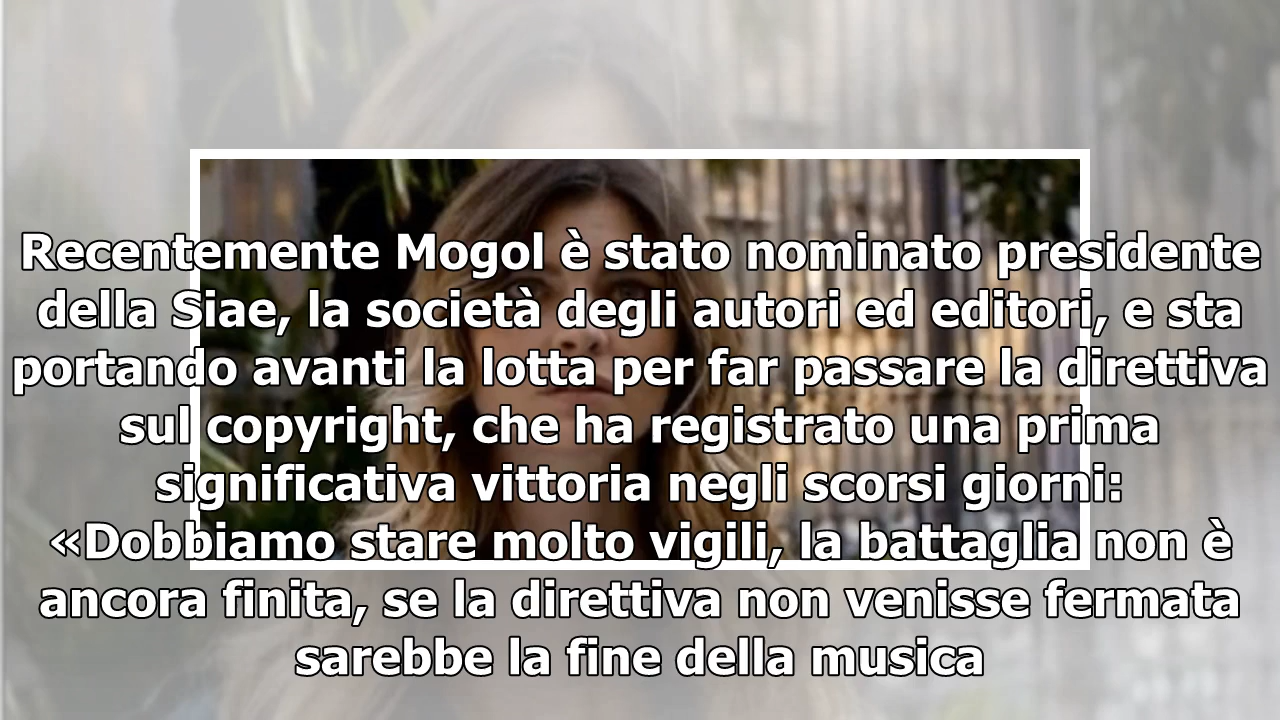 Recentemente Mogol è stato nominato presidente
della Siae, la società degli autori ed editori, e sta
portando avanti la lotta per far passare la direttiva
sul copyright, che ha registrato una prima
significativa vittoria negli scorsi giorni:
«Dobbiamo stare molto vigili, la battaglia non è
ancora finita, se la direttiva non venisse fermata
sarebbe la fine della musica